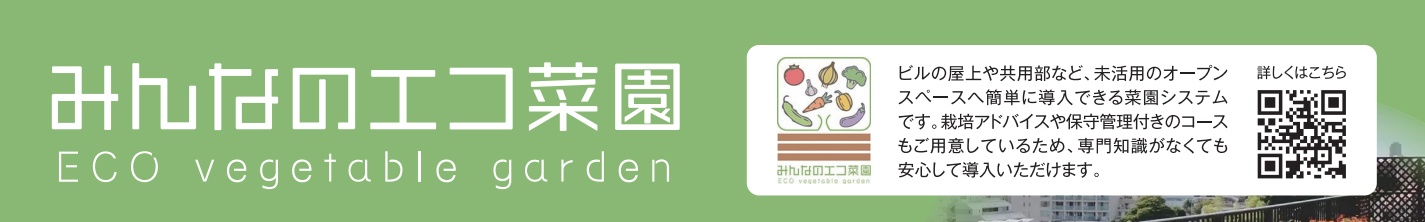 みんなのエコ菜園
ECO vegetable garden
みんなのエコ菜園
ECO vegetable garden
ビルの屋上や共用部など、未活用のオープン
スペースへ簡単に導入できる菜園システム
です。栽培アドバイスや保守管理付きのコース
もご用意しているため、専門知識がなくても
安心して導入いただけます。
詳しくはこちら